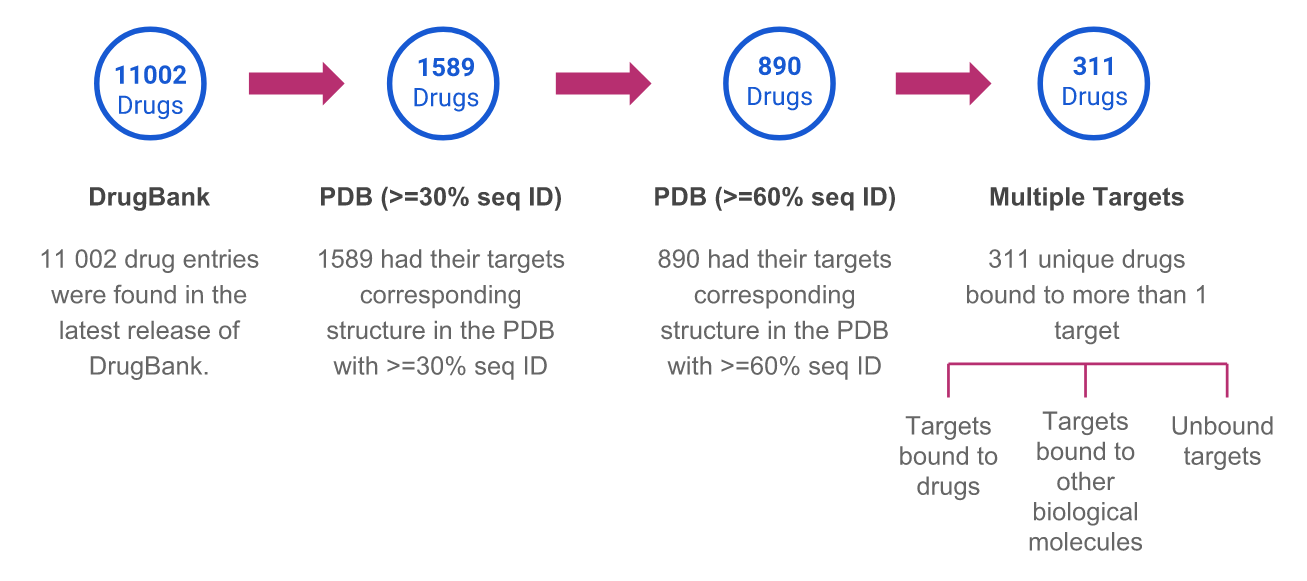 11002
Drugs
1589
Drugs
890
Drugs
311
Drugs
DrugBank
11 002 drug entries
were found in the
latest release of
DrugBank.
PDB (>=30% seq ID)
1589 had their targets
corresponding
structure in the PDB
with >=30% seq ID
PDB (>=60% seq ID)
890 had their targets
corresponding
structure in the PDB
with >=60% seq ID
Multiple Targets
311 unique drugs
bound to more than 1
target
Targets
bound to
drugs
Targets
bound to
other
biological
molecules
Unbound
targets